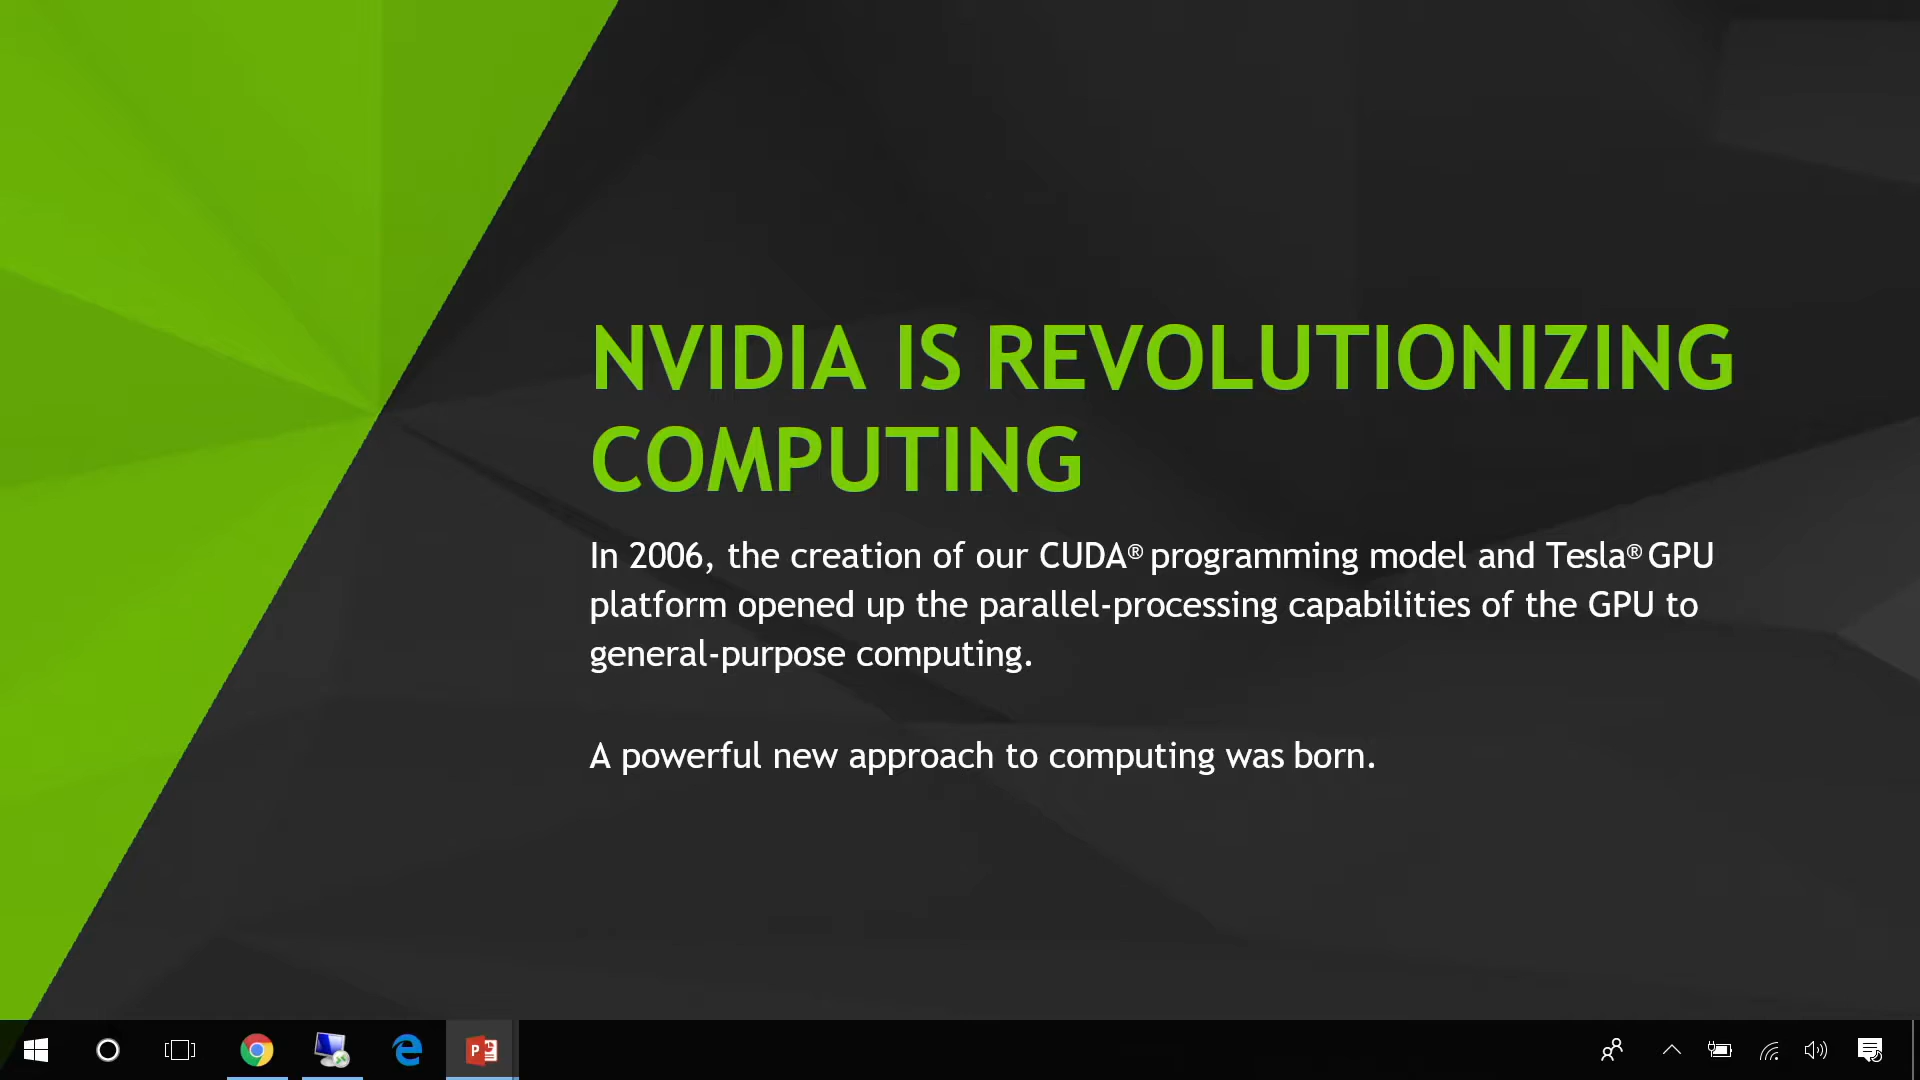 NVIDIA IS REVOLUTIONIZING
COMPUTING
In 2006, the creation of our CUDA® programming model and Tesla® GPU
platform opened up the parallel-processing capabilities of the GPU to
general-purpose computing.
A powerful new approach to computing was born.